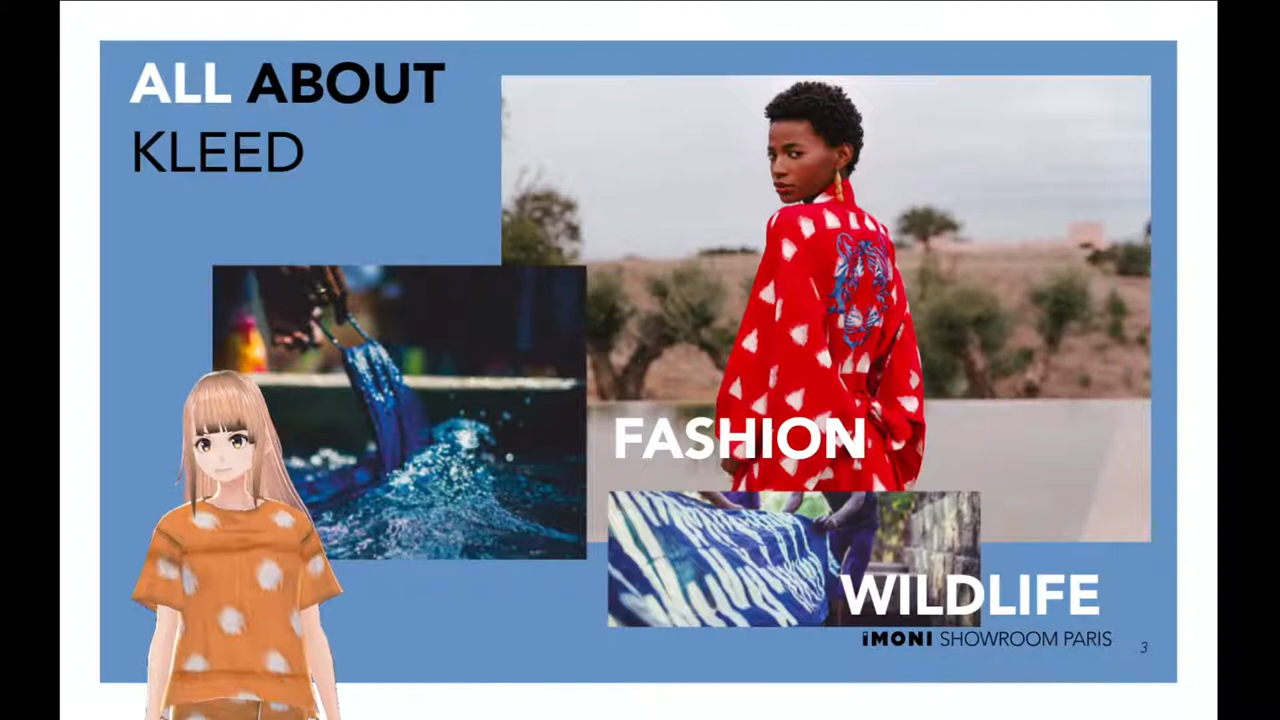 ALL ABOUT
KLEED
FASHION
WILDLIFE
iMONI SHOWROOM PARIS
3